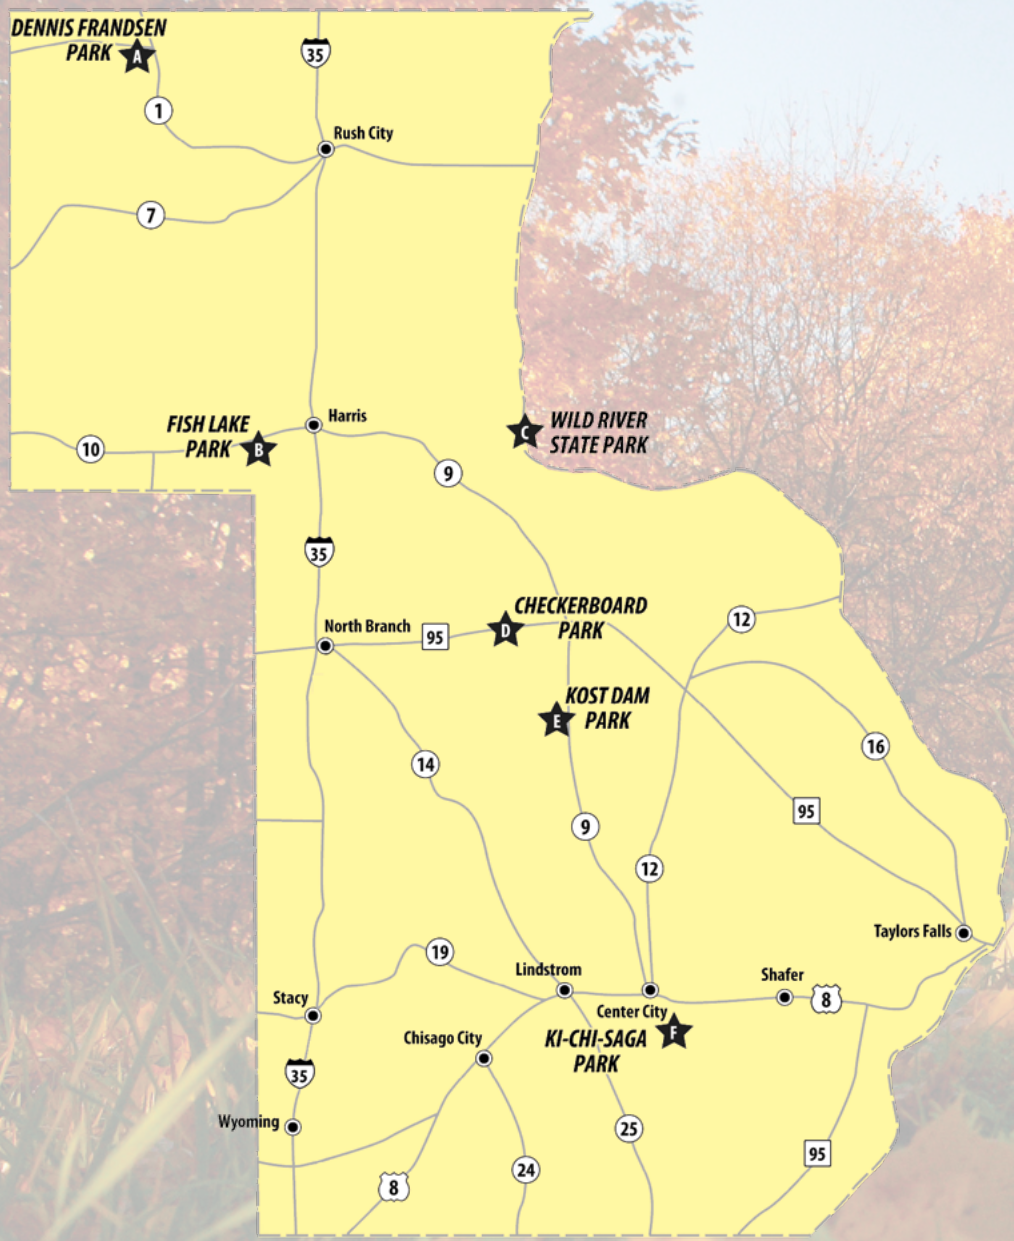 DENNIS FRANDSEN
PARK
A
35
1
Rush City
7
FISH LAKE
PARK
B
Harris
WILD RIVER
STATE PARK
C
10
9
35
CHECKERBOARD
PARK
D
12
North Branch
95
KOST DAM
PARK
E
16
14
95
9
12
Taylors Falls
19
Lindstrom
Shafer
Stacy
8
Center City
Chisago City
KI-CHI-SAGA
PARK
F
35
Wyoming
25
95
24
8